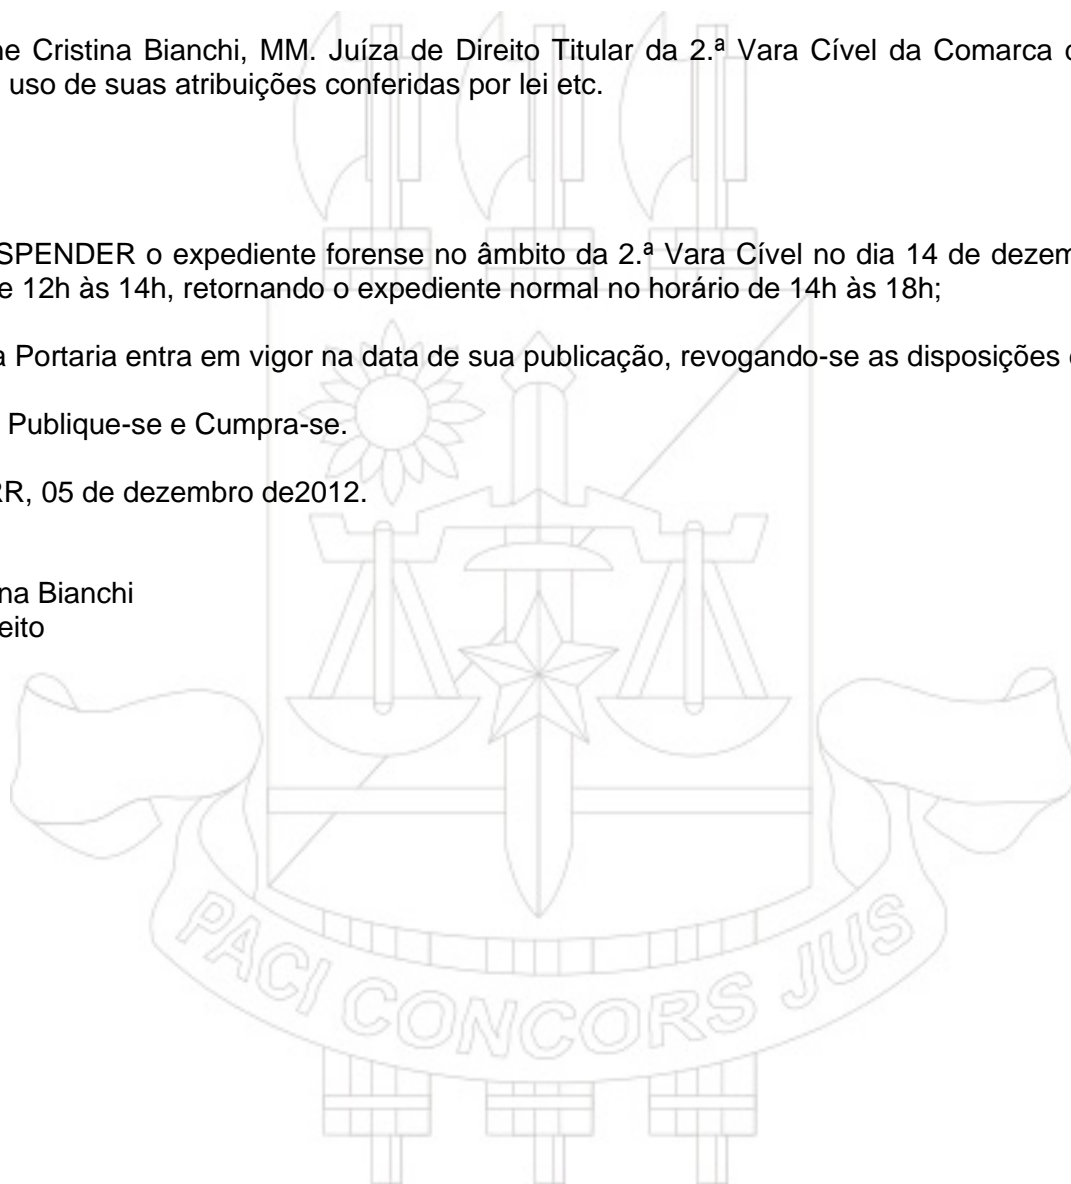 ne Cristina Bianchi, MM. Juíza de Direito Titular da 2.ª Vara Cível da Comarca
uso de suas atribuições conferidas por lei etc.
SPENDER o expediente forense no âmbito da 2.ª Vara Cível no dia 14 de dezem
e 12h às 14h, retornando o expediente normal no horário de 14h às 18h;
a Portaria entra em vigor na data de sua publicação, revogando-se as disposições
Publique-se e Cumpra-se.
RR, 05 de dezembro de2012.
na Bianchi
eito
PACI CONCORS JUS